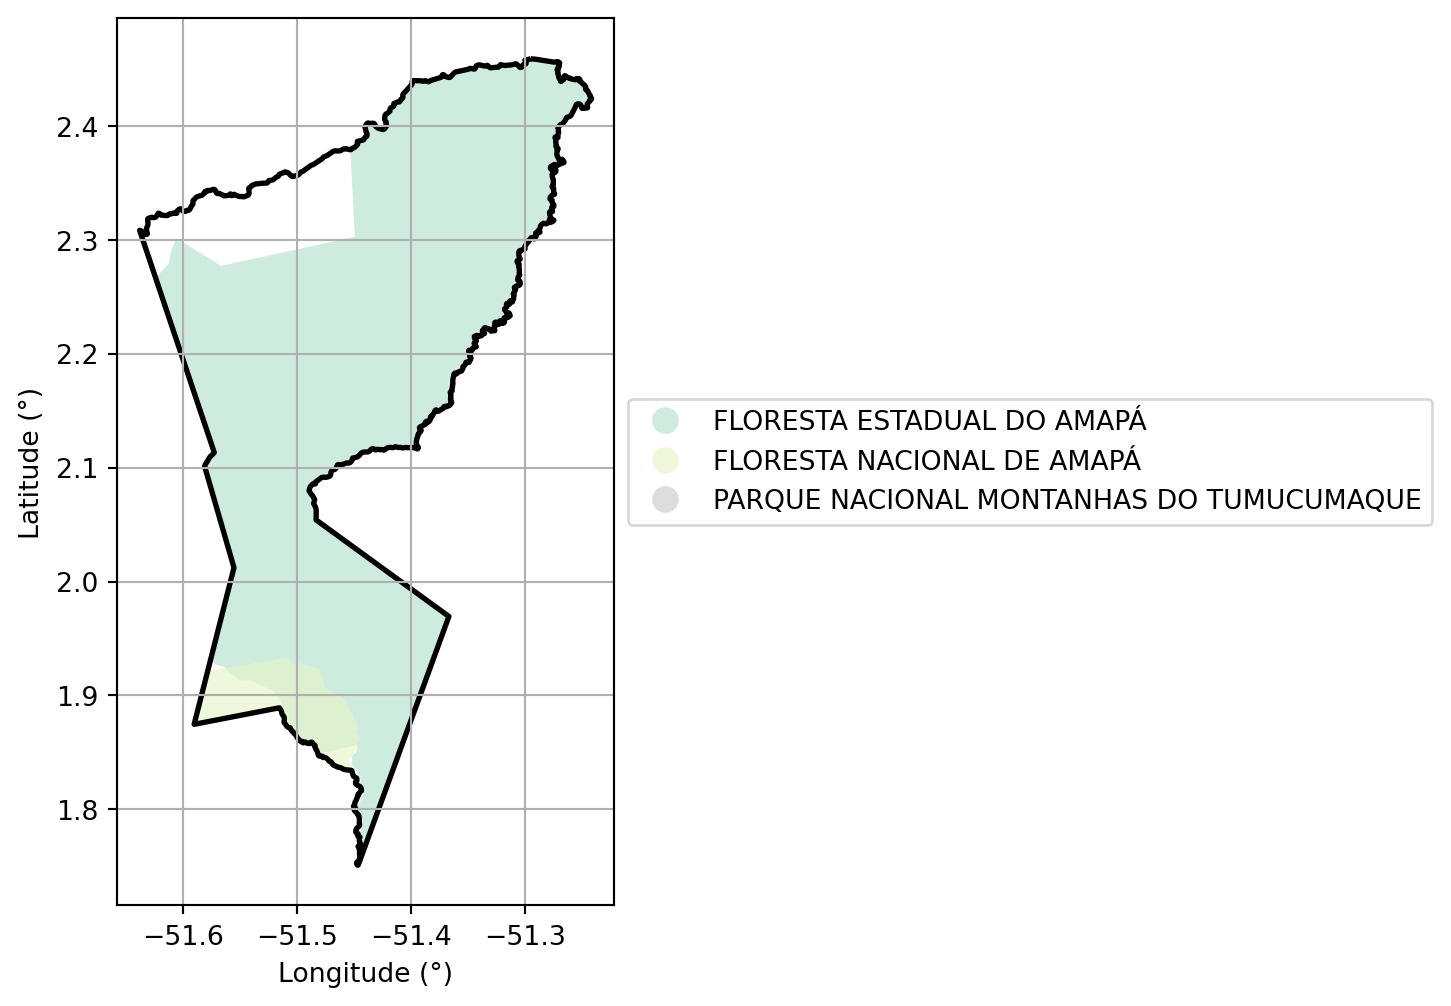 2.4
2.3
2.2
2.1
2.0
1.9
1.8
Latitude (°)
−51.6 −51.5 −51.4 −51.3
Longitude (°)
FLORESTA ESTADUAL DO AMAPÁ
FLORESTA NACIONAL DE AMAPÁ
PARQUE NACIONAL MONTANHAS DO TUMUCUMAQUE